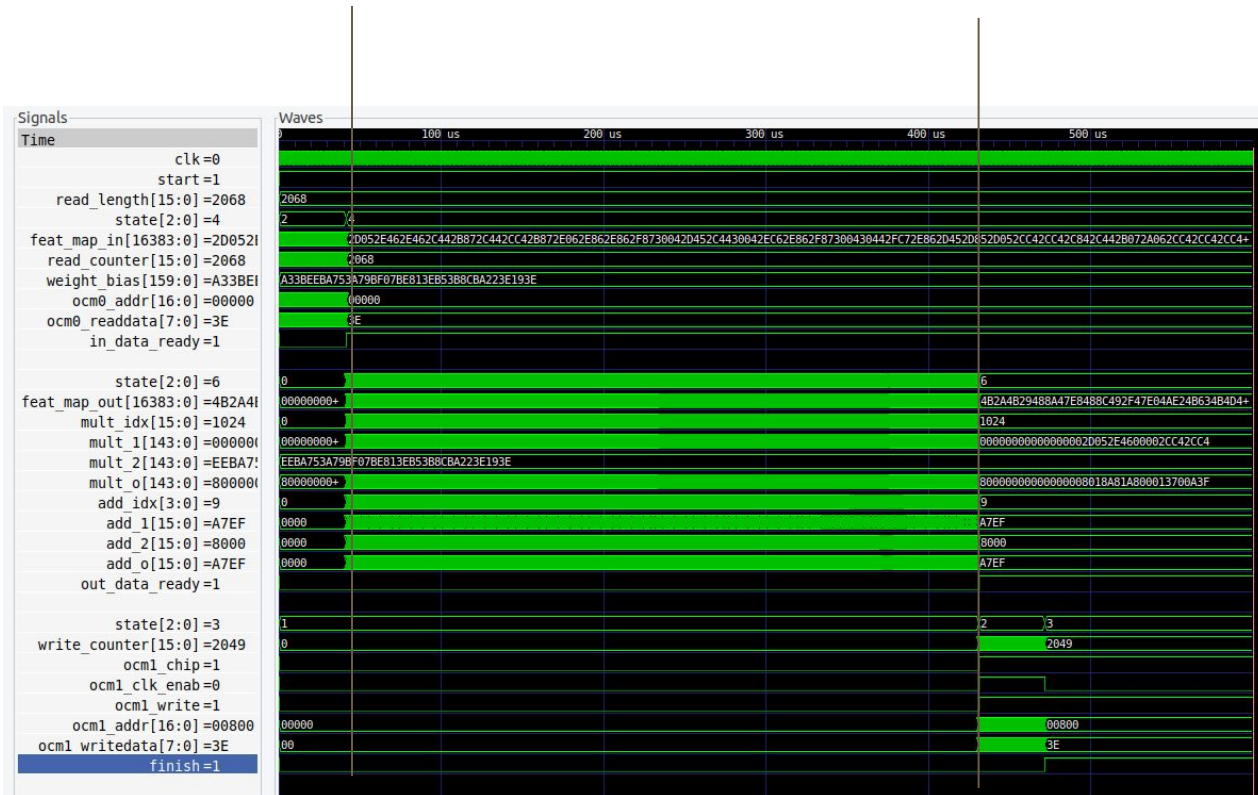 Signals
Waves
Time
0 100 us 200 us 300 us 400 us 500 us
clk=0
start=1
read_length[15:0]=2068 2068
state[2:0]=4 2 4
feat_map_in[16383:0]=2D052 2D052E462E462C442B872C442CC42B872E062E862E862F8730042D452C4430042EC62E862F87300430442FC72E862D452D852D052CC42CC42C842C442B072A062CC42CC42CC4+
read_counter[15:0]=2068 2068
weight_bias[159:0]=A33BE A33BEEBA753A79BF07BE813EB53B8CBA223E193E
ocm0_addr[16:0]=00000 00000
ocm0_readdata[7:0]=3E 3E
in_data_ready=1
state[2:0]=6 0 6
feat_map_out[16383:0]=4B2A4 00000000+ 4B2A4B29488A47E8488C492F47E04AE24B634B4D4+
mult_idx[15:0]=1024 0 1024
mult_1[143:0]=00000 00000000+ 00000000000000002D052E4600002CC42CC4
mult_2[143:0]=EEBA7 EEBA753A79BF07BE813EB53B8CBA223E193E
mult_o[143:0]=80000 80000000+ 80000000000000008018A81A800013700A3F
add_idx[3:0]=9 0 9
add_1[15:0]=A7EF 0000 A7EF
add_2[15:0]=8000 0000 8000
add_o[15:0]=A7EF 0000 A7EF
out_data_ready=1
state[2:0]=3 1 2 3
write_counter[15:0]=2049 0 2049
ocm1_chip=1
ocm1_clk_enab=0
ocm1_write=1
ocm1_addr[16:0]=00800 00000 00800
ocm1_writedata[7:0]=3E 00 3E
finish=1